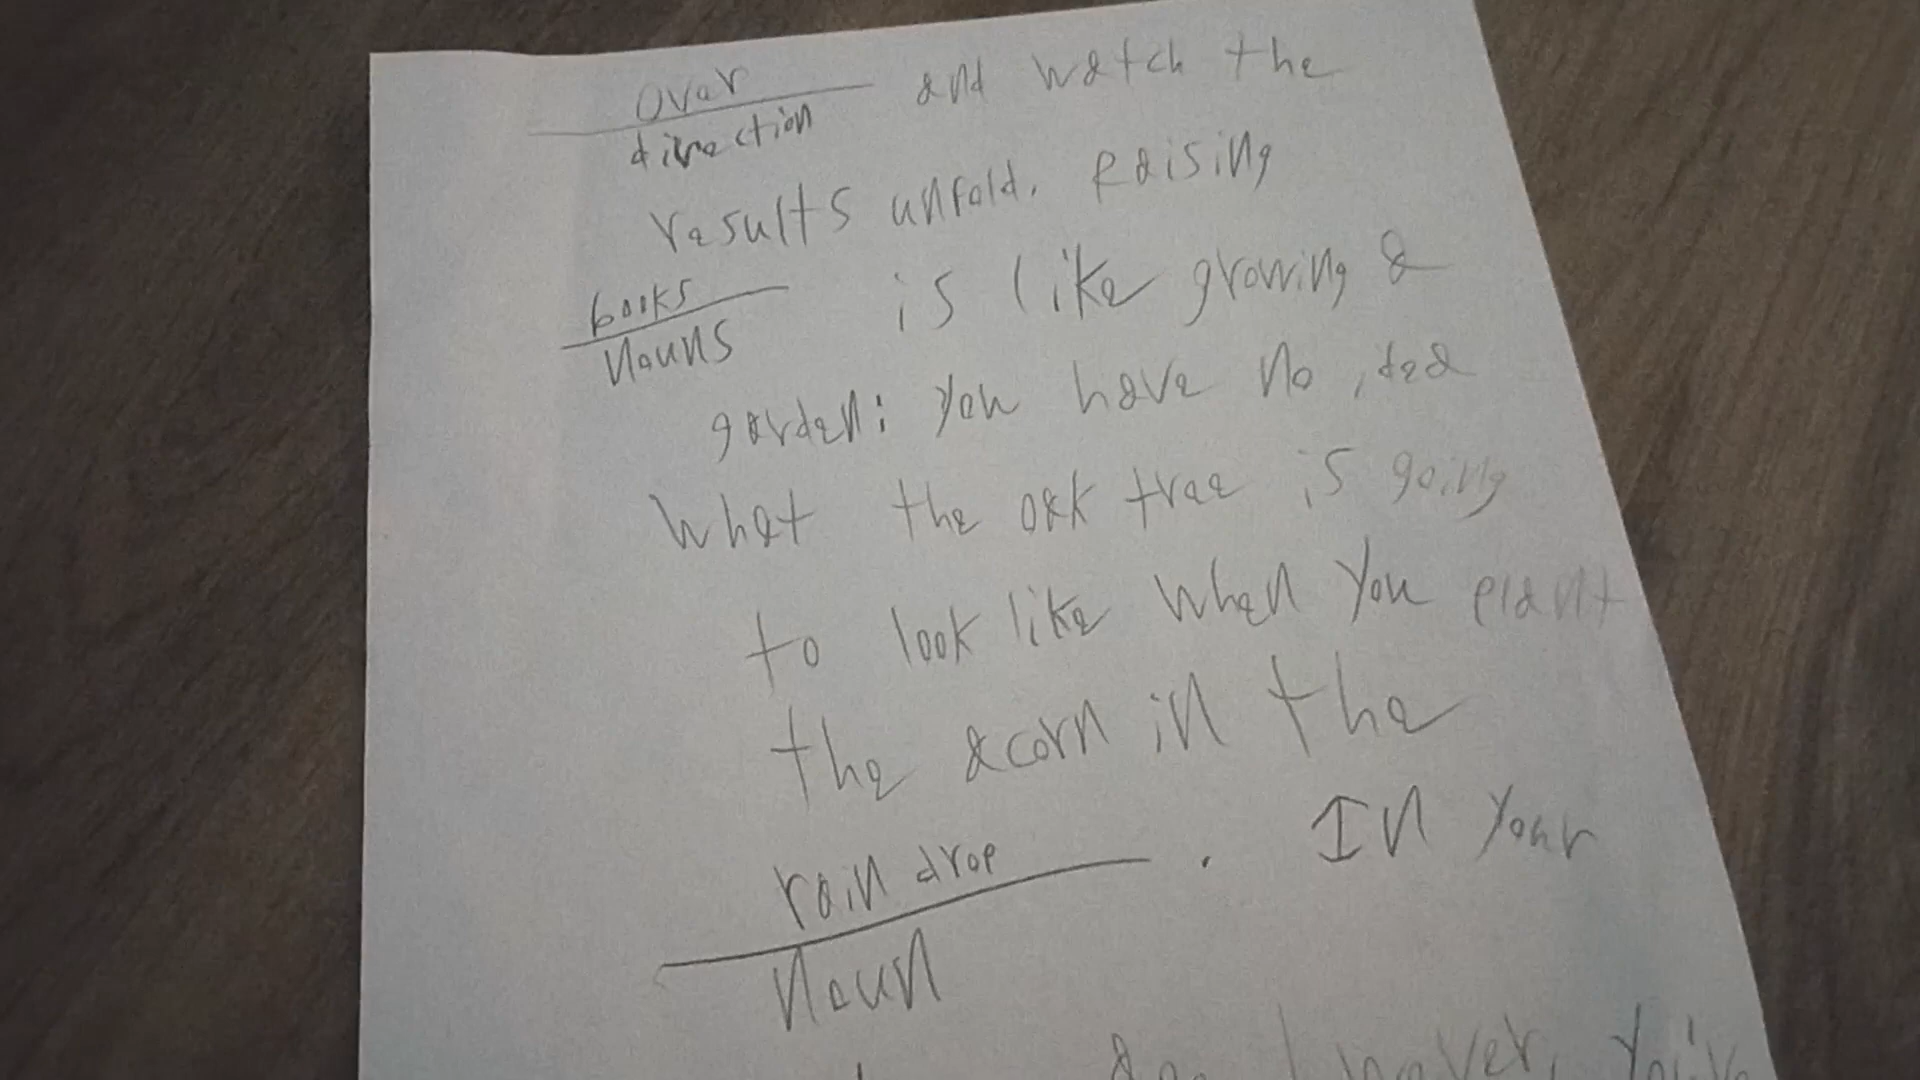 over and watch the
direction
results unfold. Raising
books is like growing a
nouns
garden: you have no idea
what the oak tree is going
to look like when you plant
the acorn in the
rain drop . In your
noun